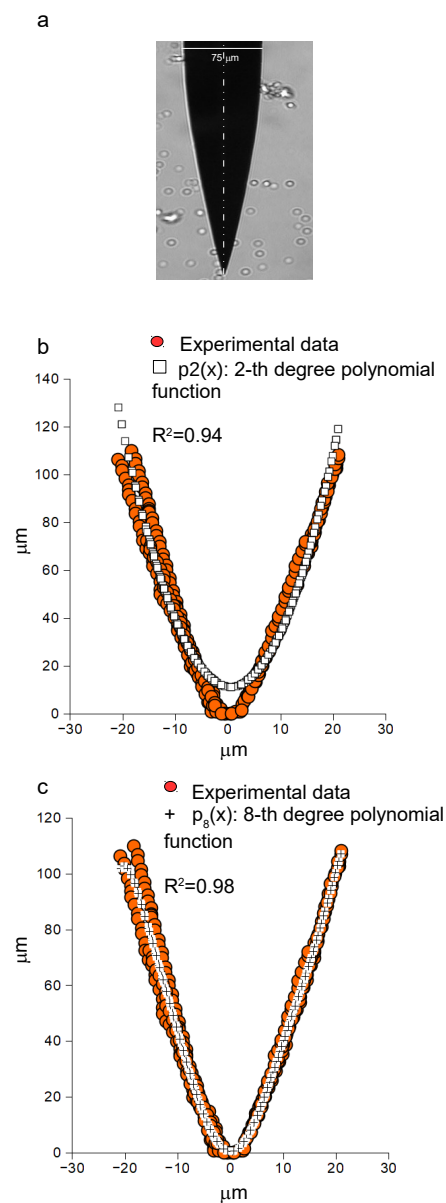 a
75 μm
b
Experimental data
p2(x): 2-th degree polynomial
function
R²=0.94
140
120
100
80
60
40
20
0
μm
−30 −20 −10 0 10 20 30
μm
c
Experimental data
+ p₈(x): 8-th degree polynomial
function
R²=0.98
120
100
80
60
40
20
0
μm
−30 −20 −10 0 10 20 30
μm